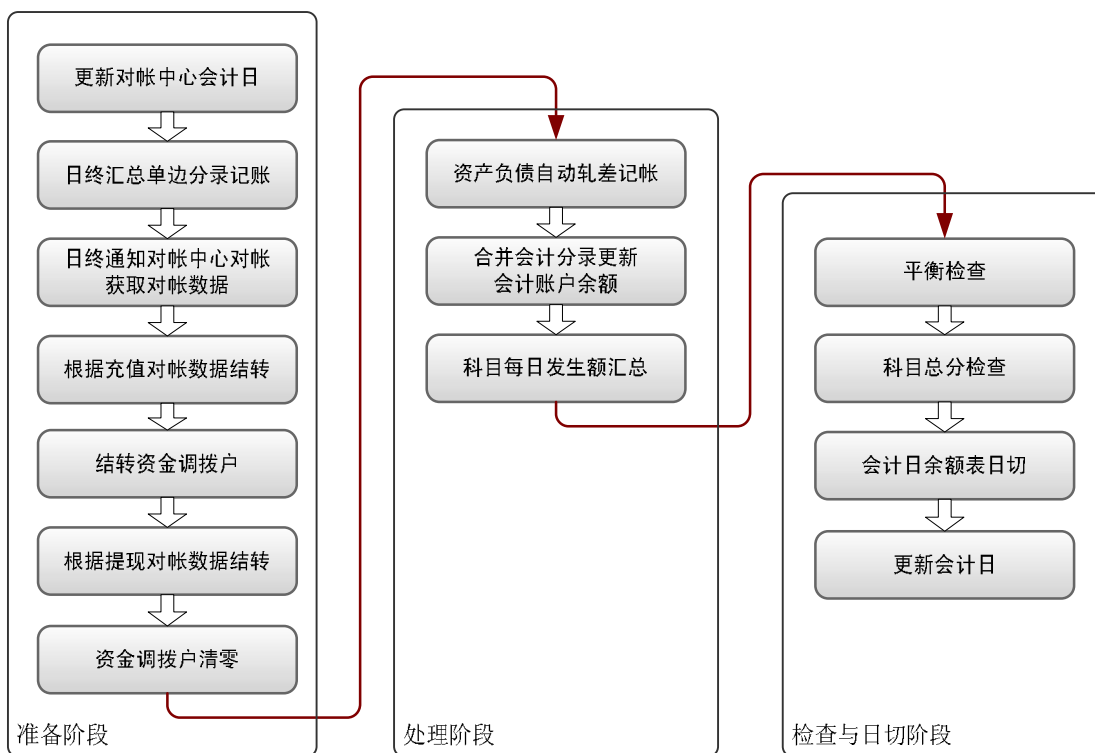 更新对帐中心会计日
日终汇总单边分录记账
日终通知对帐中心对帐
获取对帐数据
根据充值对帐数据结转
结转资金调拨户
根据提现对帐数据结转
资金调拨户清零
准备阶段
资产负债自动轧差记帐
合并会计分录更新
会计账户余额
科目每日发生额汇总
处理阶段
平衡检查
科目总分检查
会计日余额表日切
更新会计日
检查与日切阶段